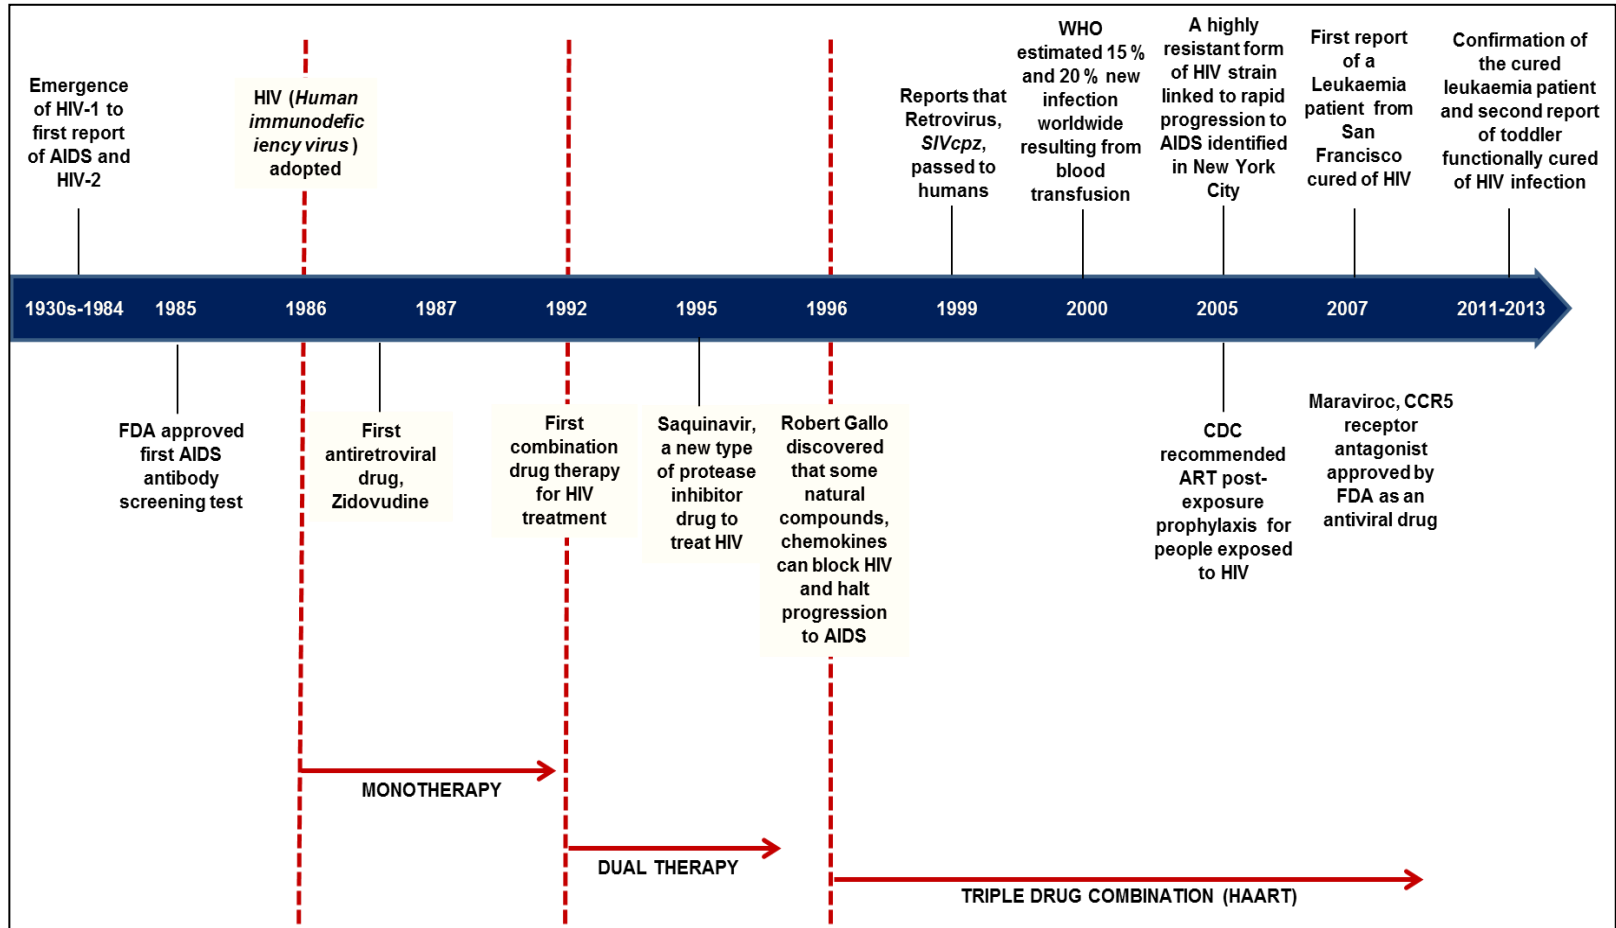 Emergence
of HIV-1 to
first report
of AIDS and
HIV-2
HIV (Human
immunodefic
iency virus )
adopted
Reports that
Retrovirus,
SIVcpz,
passed to
humans
WHO
estimated 15 %
and 20 % new
infection
worldwide
resulting from
blood
transfusion
A highly
resistant form
of HIV strain
linked to rapid
progression to
AIDS identified
in New York
City
First report
of a
Leukaemia
patient from
San
Francisco
cured of HIV
Confirmation of
the cured
leukaemia patient
and second report
of toddler
functionally cured
of HIV infection
1930s-1984 1985 1986 1987 1992 1995 1996 1999 2000 2005 2007 2011-2013
FDA approved
first AIDS
antibody
screening test
First
antiretroviral
drug,
Zidovudine
First
combination
drug therapy
for HIV
treatment
Saquinavir,
a new type
of protease
inhibitor
drug to
treat HIV
Robert Gallo
discovered
that some
natural
compounds,
chemokines
can block HIV
and halt
progression
to AIDS
CDC
recommended
ART post-
exposure
prophylaxis for
people exposed
to HIV
Maraviroc, CCR5
receptor
antagonist
approved by
FDA as an
antiviral drug
MONOTHERAPY
DUAL THERAPY
TRIPLE DRUG COMBINATION (HAART)